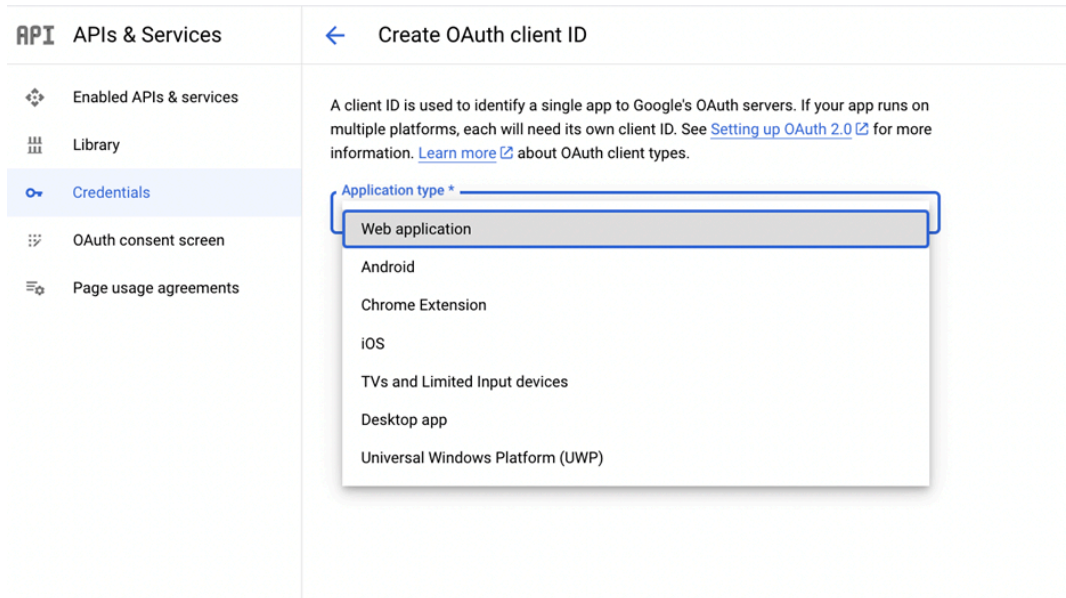 API APIs & Services
Create OAuth client ID
Enabled APIs & services
Library
Credentials
OAuth consent screen
Page usage agreements
A client ID is used to identify a single app to Google's OAuth servers. If your app runs on
multiple platforms, each will need its own client ID. See Setting up OAuth 2.0 for more
information. Learn more about OAuth client types.
Application type *
Web application
Android
Chrome Extension
iOS
TVs and Limited Input devices
Desktop app
Universal Windows Platform (UWP)